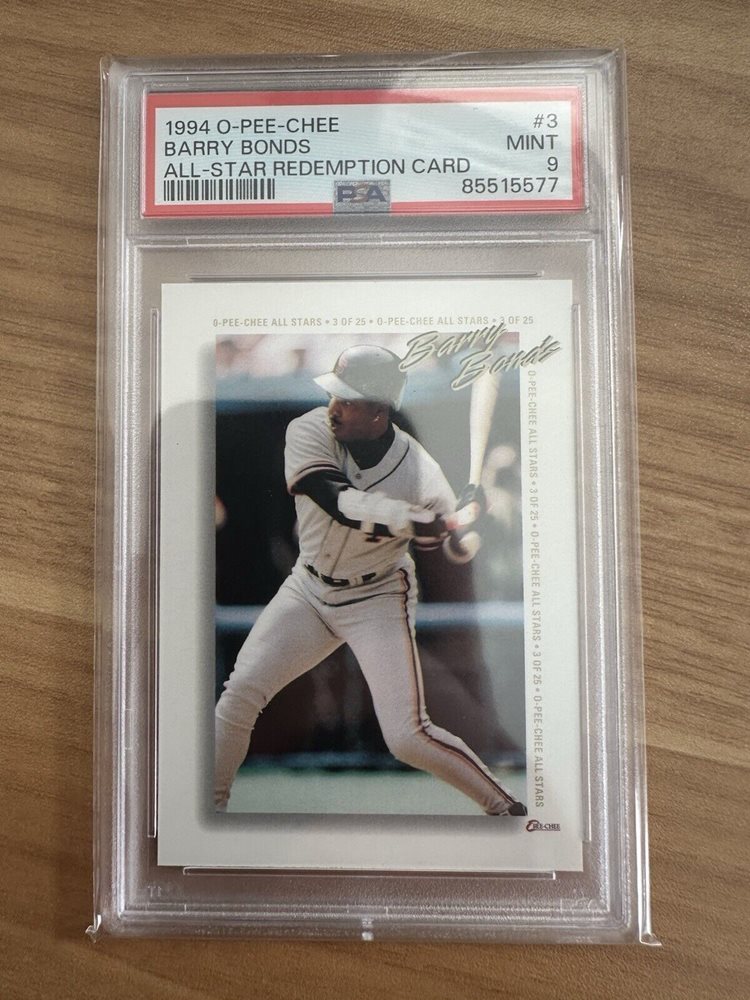 1994 O-PEE-CHEE #3
BARRY BONDS MINT
ALL-STAR REDEMPTION CARD 9
PSA 85515577
O-PEE-CHEE ALL STARS • 3 OF 25 • O-PEE-CHEE ALL STARS • 3 OF 25
Barry
Bonds
O-PEE-CHEE ALL STARS • 3 OF 25 • O-PEE-CHEE ALL STARS • 3 OF 25 • O-PEE-CHEE ALL STARS
O-PEE-CHEE